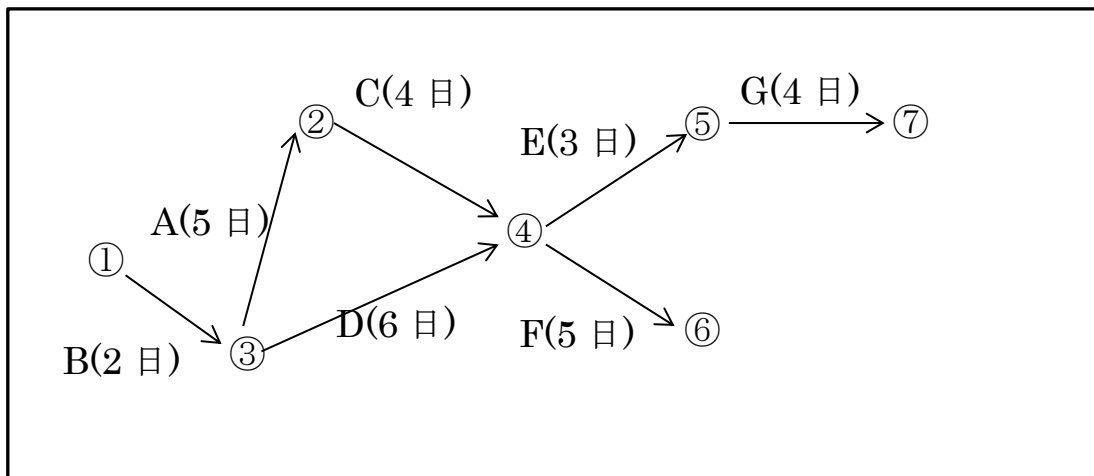 C(4 日)
G(4 日)
②
⑤
⑦
E(3 日)
A(5 日)
④
①
D(6 日)
F(5 日)
⑥
③
B(2 日)